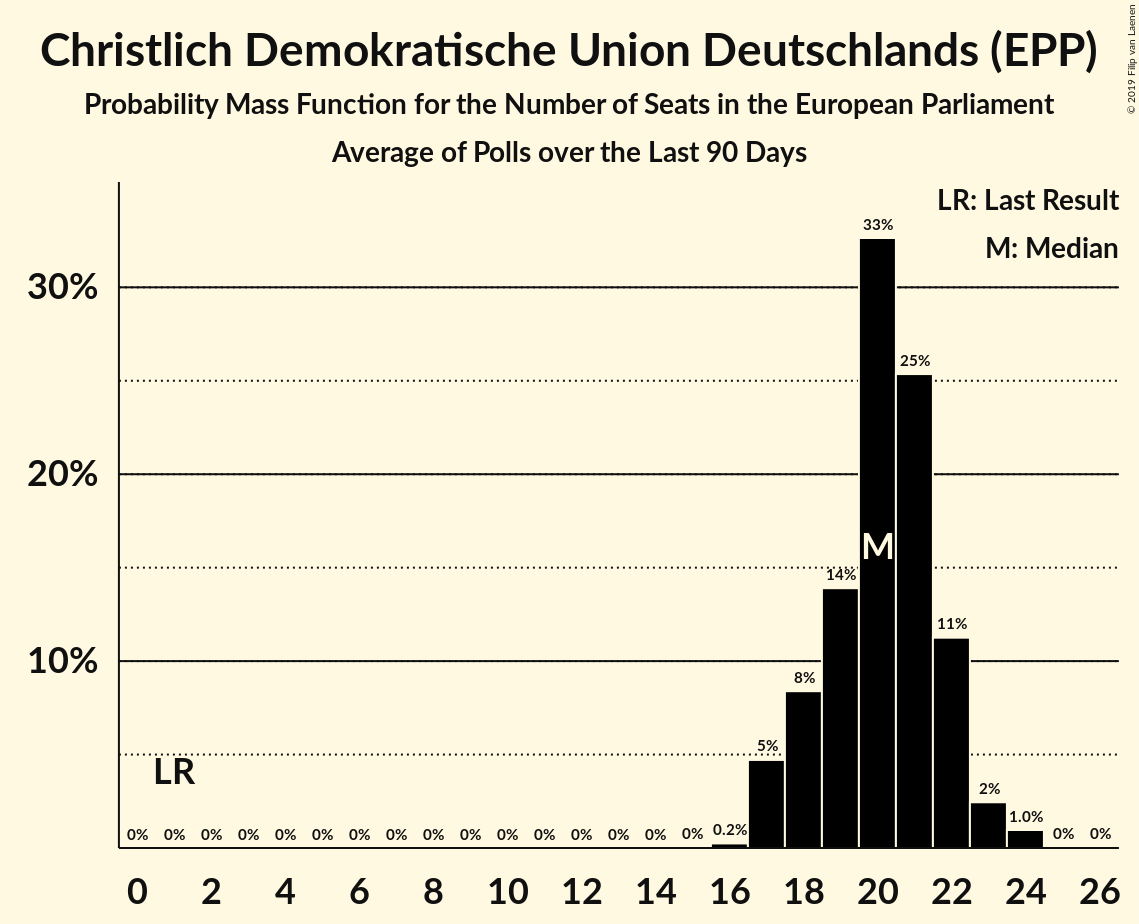 Christlich Demokratische Union Deutschlands (EPP)
Probability Mass Function for the Number of Seats in the European Parliament
Average of Polls over the Last 90 Days
© 2019 Filip van Laenen
LR: Last Result
M: Median
33%
30%
25%
20%
M
14%
11%
10%
8%
5%
LR
2%
1.0%
0% 0% 0% 0% 0% 0% 0% 0% 0% 0% 0% 0% 0% 0% 0% 0% 0.2% 0% 0%
0 2 4 6 8 10 12 14 16 18 20 22 24 26